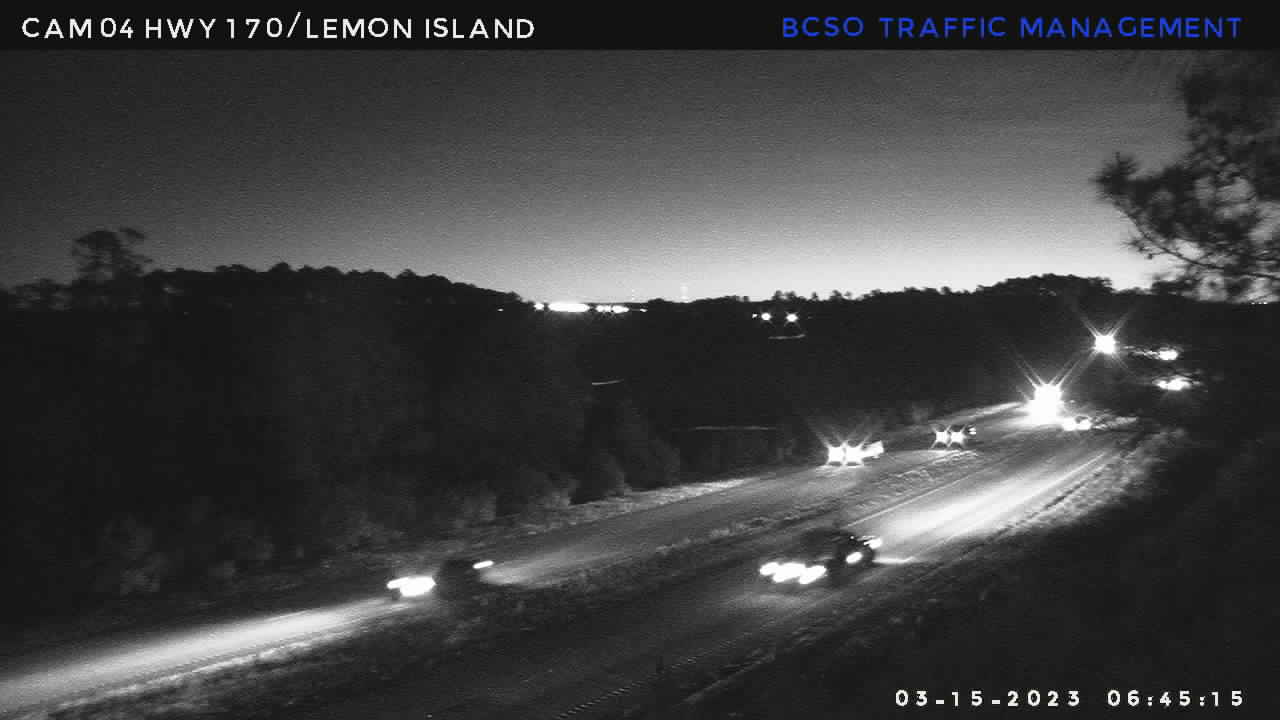 CAM04 HWY 170/LEMON ISLAND
BCSO TRAFFIC MANAGEMENT
03-15-2023 06:45:15